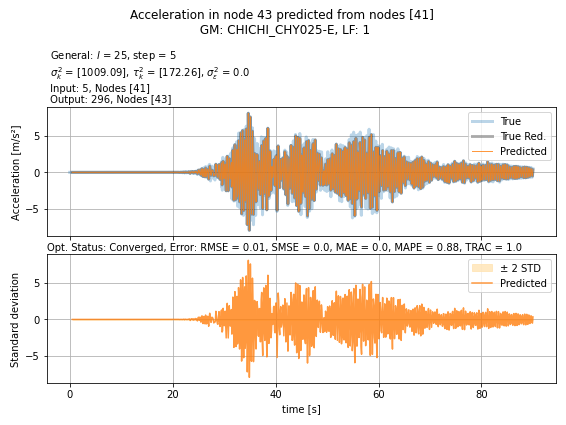 Acceleration in node 43 predicted from nodes [41]
GM: CHICHI_CHY025-E, LF: 1
General: l = 25, step = 5
σ²ₖ = [1009.09], τ²ₖ = [172.26], σ²ε = 0.0
Input: 5, Nodes [41]
Output: 296, Nodes [43]
Acceleration [m/s²]
5
0
−5
True
True Red.
Predicted
Opt. Status: Converged, Error: RMSE = 0.01, SMSE = 0.0, MAE = 0.0, MAPE = 0.88, TRAC = 1.0
Standard deviation
5
0
−5
± 2 STD
Predicted
0 20 40 60 80
time [s]